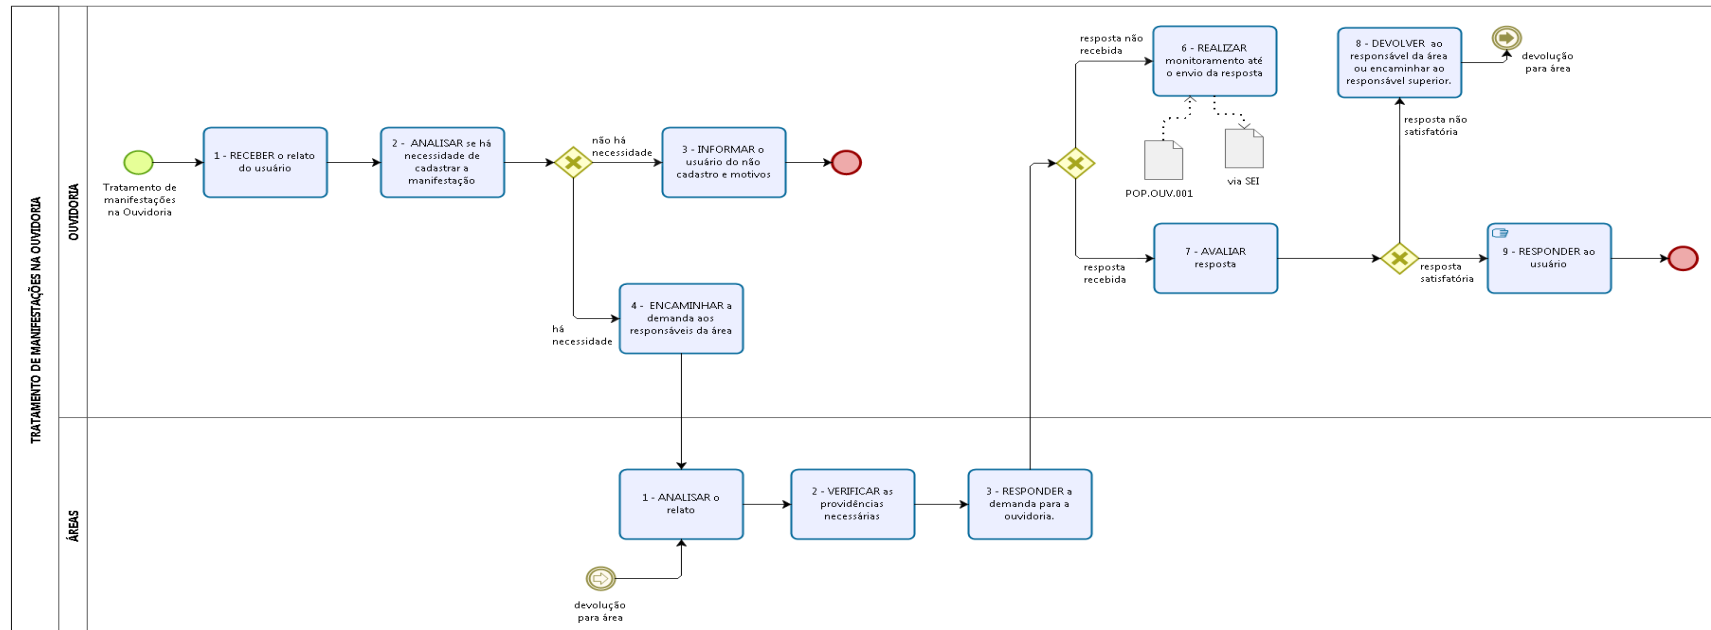 TRATAMENTO DE MANIFESTAÇÕES NA OUVIDORIA
OUVIDORIA
Tratamento de
manifestações
na Ouvidoria
1 - RECEBER o relato
do usuário
2 -  ANALISAR se há
necessidade de
cadastrar a
manifestação
não há
necessidade
3 - INFORMAR o
usuário do não
cadastro e motivos
há
necessidade
4 -  ENCAMINHAR a
demanda aos
responsáveis da área
resposta não
recebida
6 - REALIZAR
monitoramento até
o envio da resposta
POP.OUV.001
via SEI
resposta
recebida
7 - AVALIAR
resposta
8 - DEVOLVER  ao
responsável da área
ou encaminhar ao
responsável superior.
devolução
para área
resposta não
satisfatória
resposta
satisfatória
9 - RESPONDER ao
usuário
ÁREAS
1 - ANALISAR o
relato
2 - VERIFICAR as
providências
necessárias
3 - RESPONDER a
demanda para a
ouvidoria.
devolução
para área